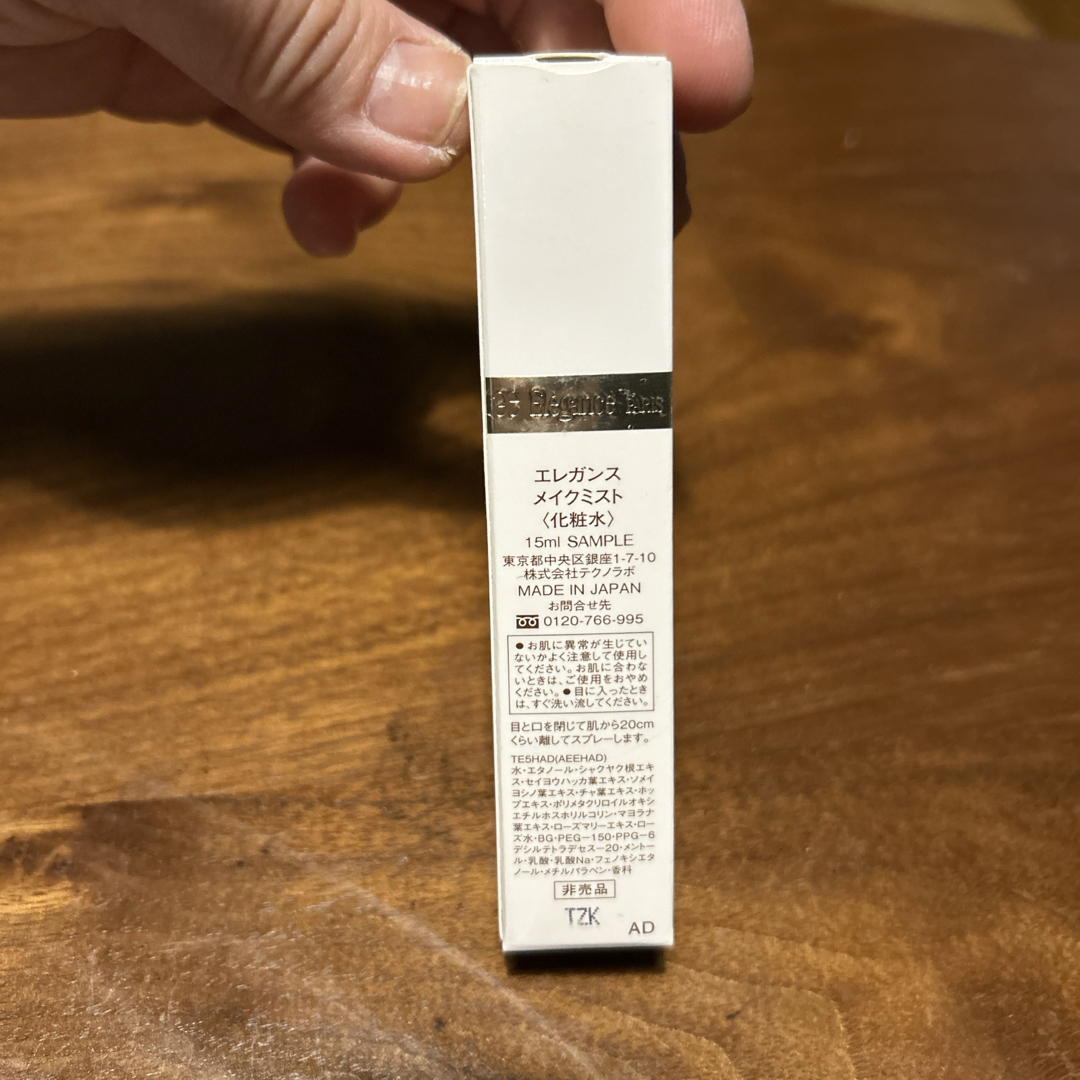 Elégance PARIS
エレガンス
メイクミスト
〈化粧水〉
15ml SAMPLE
東京都中央区銀座1-7-10
株式会社テクノラボ
MADE IN JAPAN
お問合せ先
0120-766-995
●お肌に異常が生じてい
ないかよく注意して使用し
てください。お肌に合わな
いときは、ご使用をおやめ
ください。●目に入ったとき
は、すぐ洗い流してください。
目と口を閉じて肌から20cm
くらい離してスプレーします。
TE5HAD(AEEHAD)
水・エタノール・シャクヤク根エキ
ス・セイヨウハッカ葉エキス・ソメイ
ヨシノ葉エキス・チャ葉エキス・ホッ
プエキス・ポリメタクリロイルオキシ
エチルホスホリルコリン・マヨラナ
葉エキス・ローズマリーエキス・ロー
ズ水・BG・PEG-150・PPG-6
デシルテトラデセス-20・メントー
ル・乳酸・乳酸Na・フェノキシエタ
ノール・メチルパラベン・香料
非売品
TZK
AD